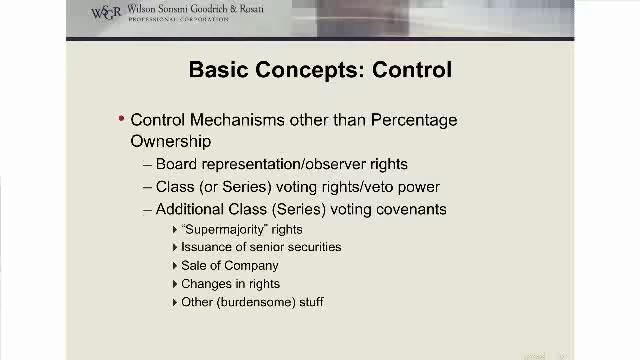 WSGR Wilson Sonsini Goodrich & Rosati
PROFESSIONAL CORPORATION
Basic Concepts: Control
• Control Mechanisms other than Percentage
Ownership
– Board representation/observer rights
– Class (or Series) voting rights/veto power
– Additional Class (Series) voting covenants
"Supermajority" rights
Issuance of senior securities
Sale of Company
Changes in rights
Other (burdensome) stuff